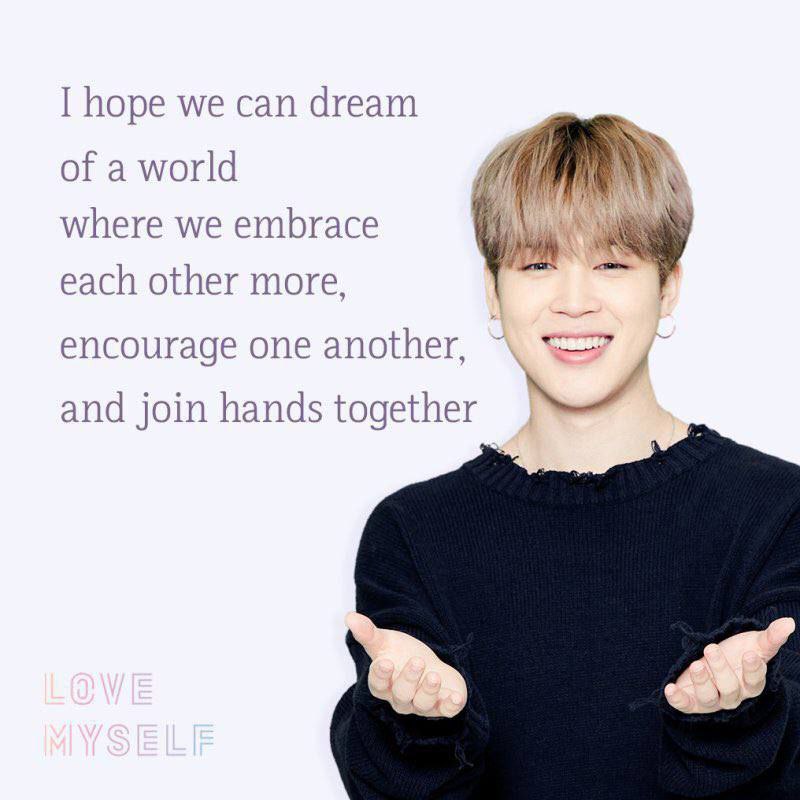 I hope we can dream
of a world
where we embrace
each other more,
encourage one another,
and join hands together
LOVE
MYSELF